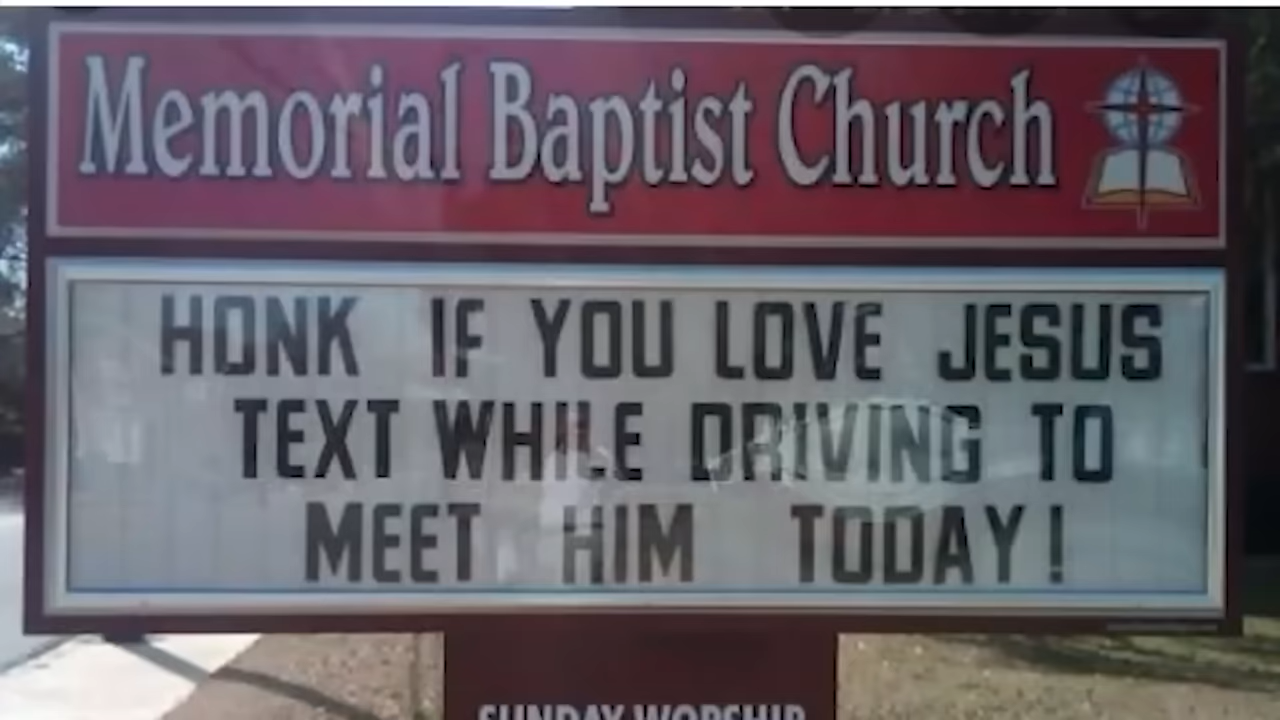 Memorial Baptist Church
HONK IF YOU LOVE JESUS
TEXT WHILE DRIVING TO
MEET HIM TODAY!
SUNDAY WORSHIP